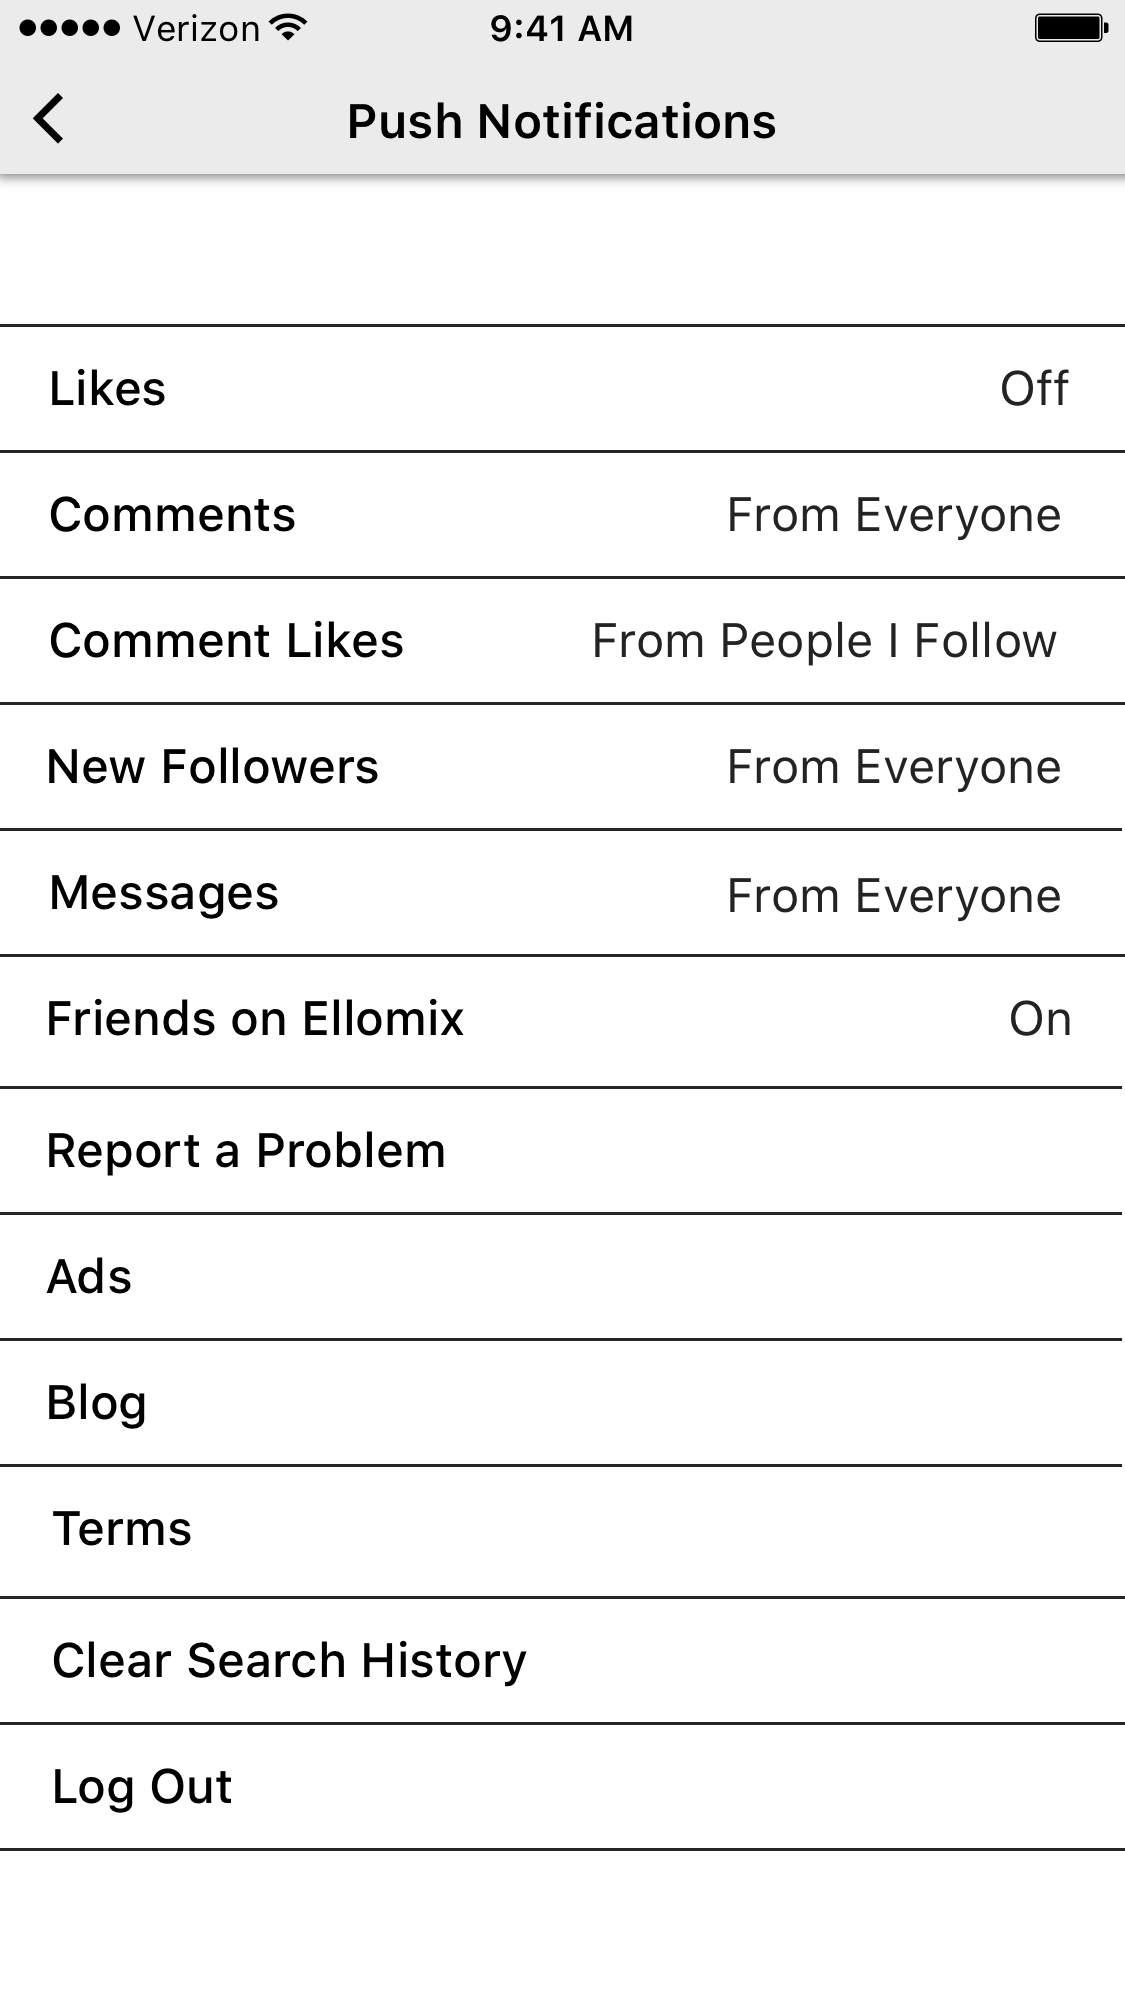 Verizon 9:41 AM
Push Notifications
Likes Off
Comments From Everyone
Comment Likes From People I Follow
New Followers From Everyone
Messages From Everyone
Friends on Ellomix On
Report a Problem
Ads
Blog
Terms
Clear Search History
Log Out